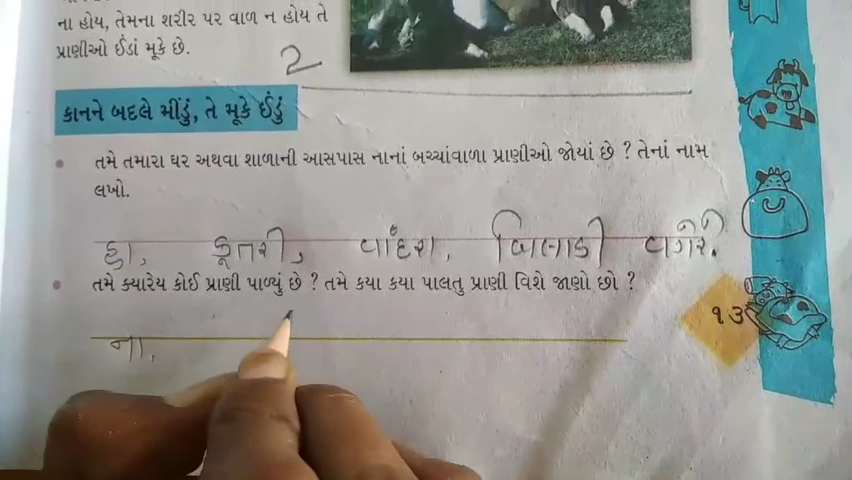 ના હોય, તેમના શરીર પર વાળ ન હોય તે
પ્રાણીઓ ઈંડાં મૂકે છે.
2
કાનને બદલે મીંડું, તે મૂકે ઈંડું
• તમે તમારા ઘર અથવા શાળાની આસપાસ નાનાં બચ્ચાંવાળા પ્રાણીઓ જોયાં છે ? તેનાં નામ
લખો.
હા, કૂતરી, વાંદરા, બિલાડી વગેરે.
• તમે ક્યારેય કોઈ પ્રાણી પાળ્યું છે ? તમે કયા કયા પાલતુ પ્રાણી વિશે જાણો છો ?
ના,
૧૩